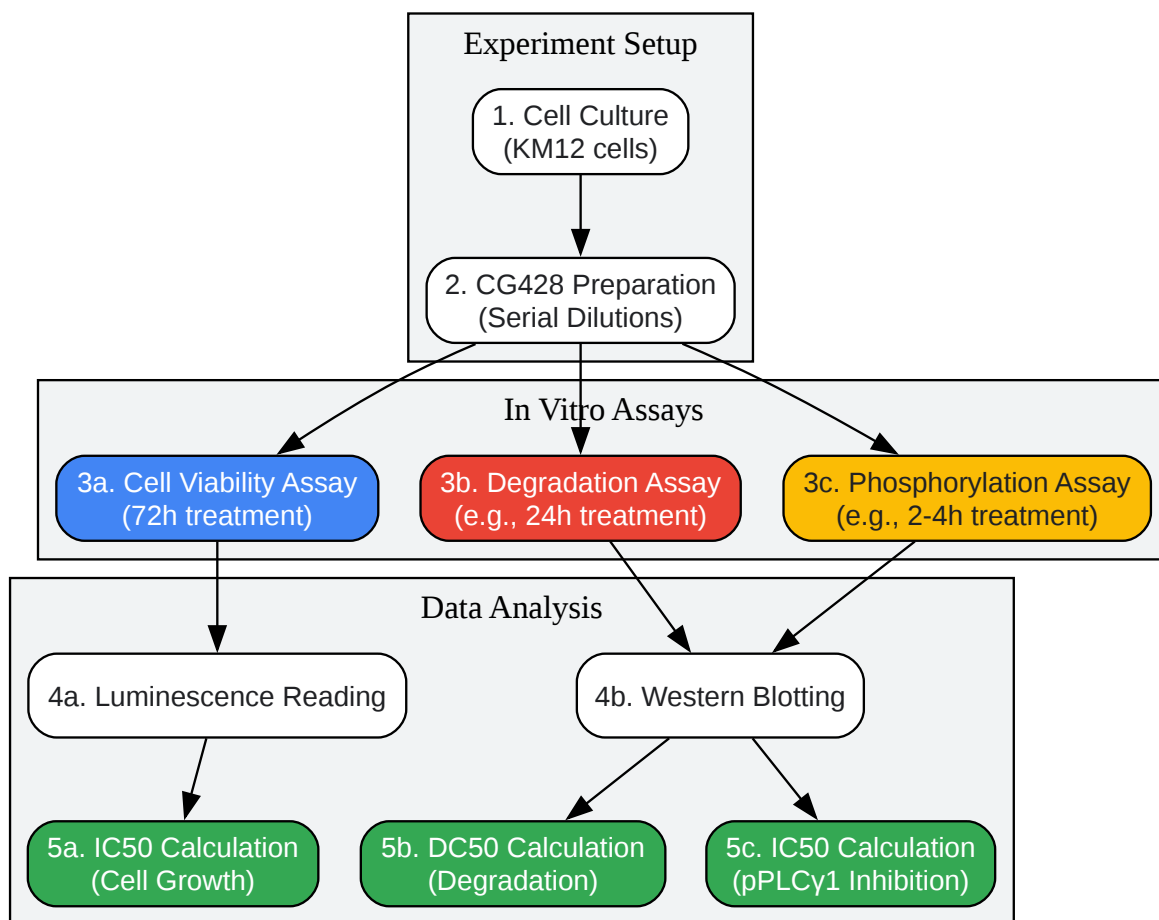 Experiment Setup
1. Cell Culture
(KM12 cells)
2. CG428 Preparation
(Serial Dilutions)
In Vitro Assays
3a. Cell Viability Assay
(72h treatment)
3b. Degradation Assay
(e.g., 24h treatment)
3c. Phosphorylation Assay
(e.g., 2-4h treatment)
Data Analysis
4a. Luminescence Reading
4b. Western Blotting
5a. IC50 Calculation
(Cell Growth)
5b. DC50 Calculation
(Degradation)
5c. IC50 Calculation
(pPLCγ1 Inhibition)